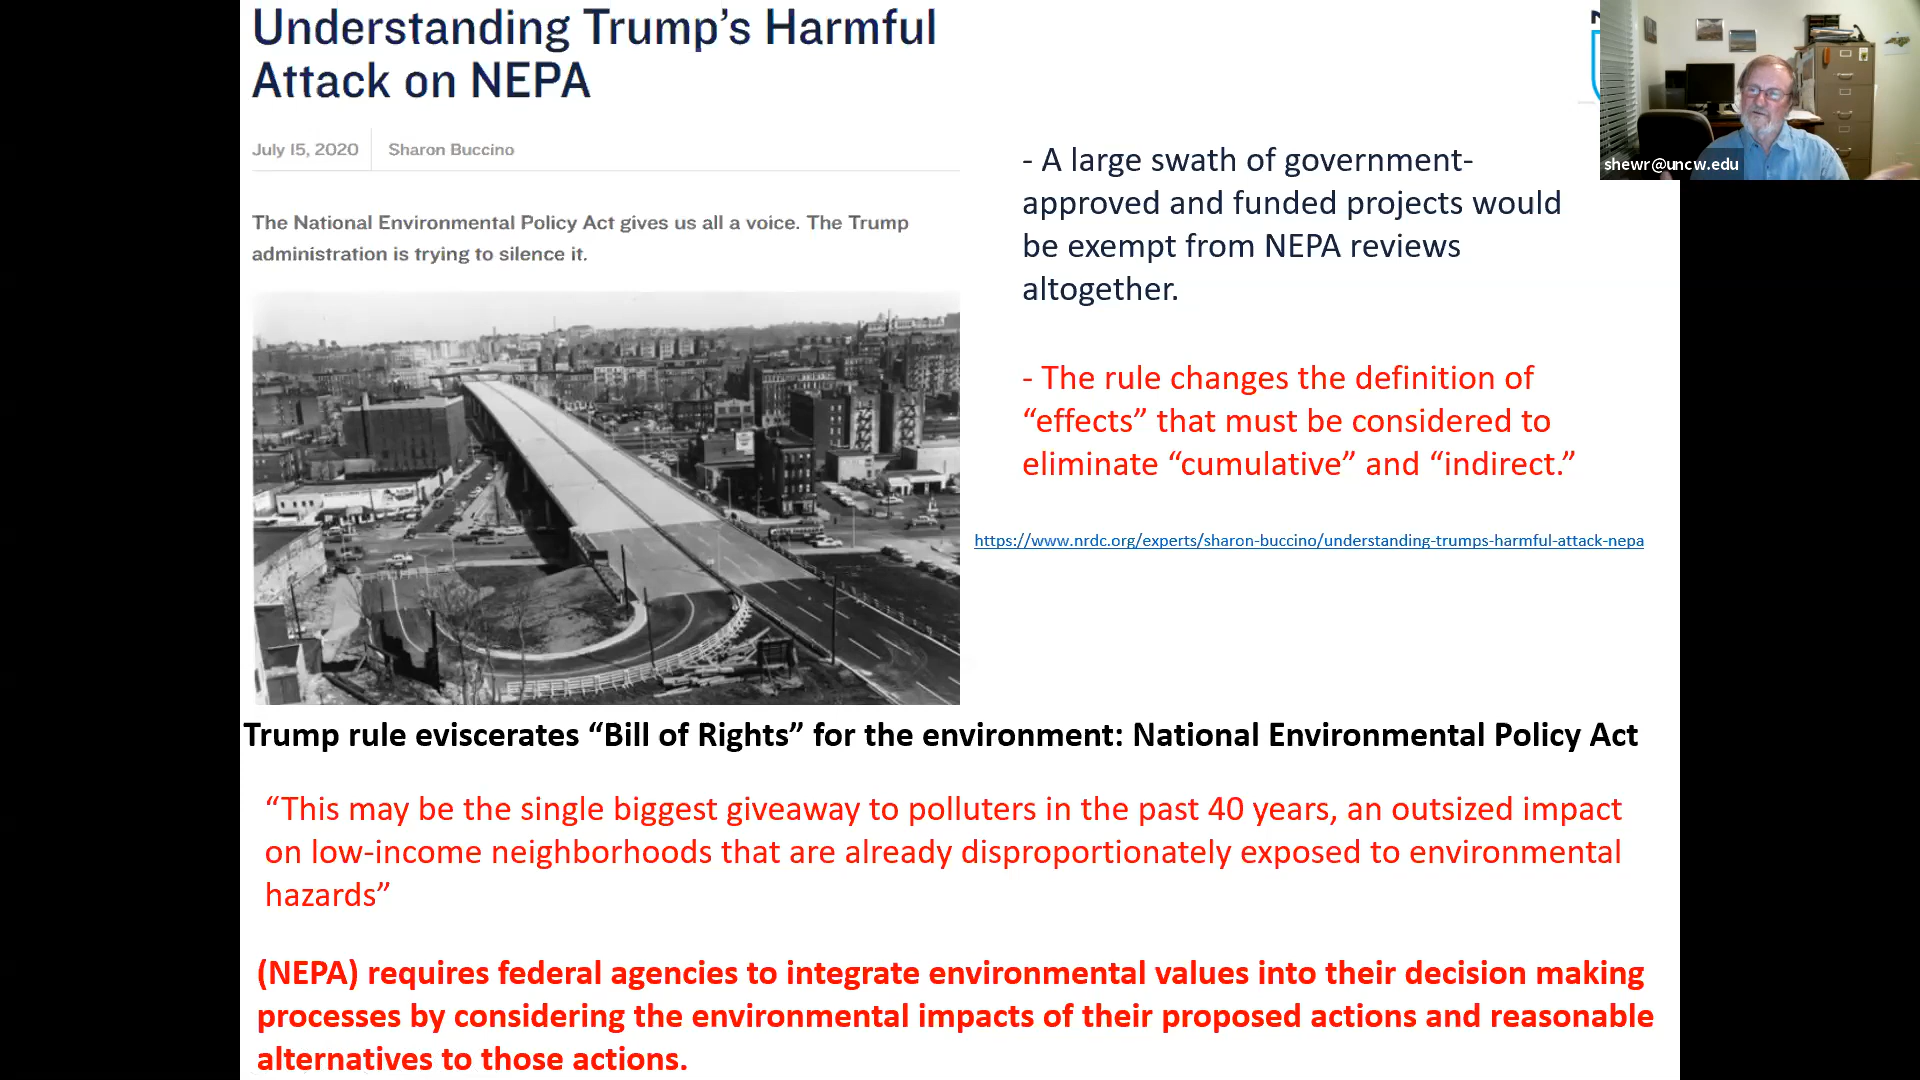 Understanding Trump's Harmful
Attack on NEPA
July 15, 2020 Sharon Buccino
The National Environmental Policy Act gives us all a voice. The Trump
administration is trying to silence it.
- A large swath of government-
approved and funded projects would
be exempt from NEPA reviews
altogether.
- The rule changes the definition of
“effects” that must be considered to
eliminate “cumulative” and “indirect.”
https://www.nrdc.org/experts/sharon-buccino/understanding-trumps-harmful-attack-nepa
shewr@uncw.edu
Trump rule eviscerates “Bill of Rights” for the environment: National Environmental Policy Act
“This may be the single biggest giveaway to polluters in the past 40 years, an outsized impact
on low-income neighborhoods that are already disproportionately exposed to environmental
hazards”
(NEPA) requires federal agencies to integrate environmental values into their decision making
processes by considering the environmental impacts of their proposed actions and reasonable
alternatives to those actions.